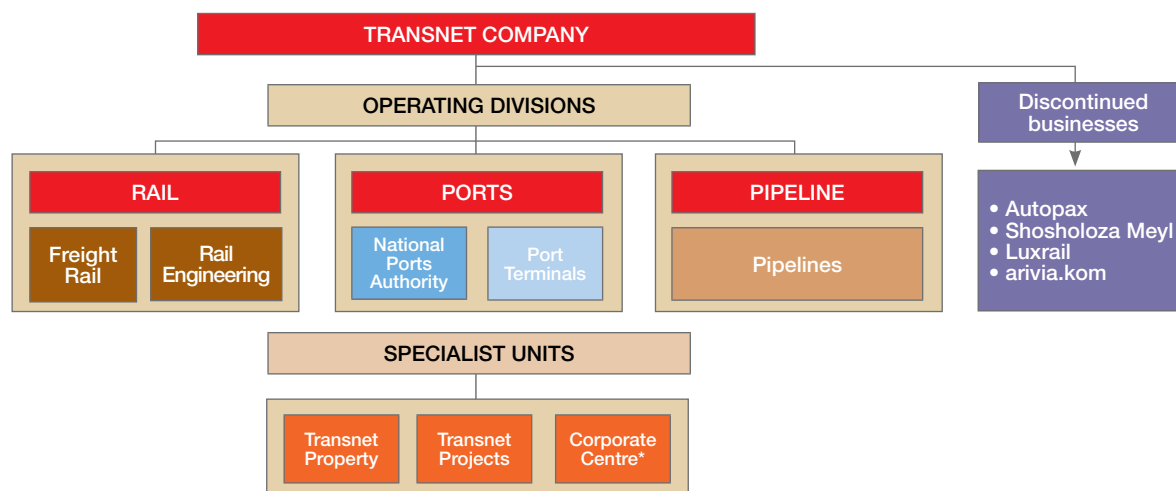 TRANSNET COMPANY
OPERATING DIVISIONS
Discontinued
businesses
RAIL
PORTS
PIPELINE
Freight
Rail
Rail
Engineering
National
Ports
Authority
Port
Terminals
Pipelines
• Autopax
• Shosholoza Meyl
• Luxrail
• arivia.kom
SPECIALIST UNITS
Transnet
Property
Transnet
Projects
Corporate
Centre*